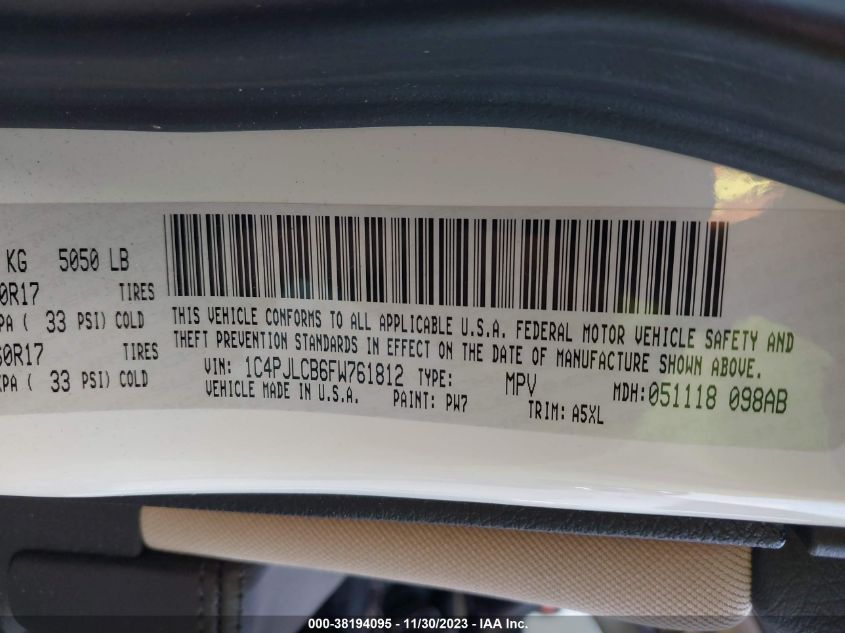 KG 5050 LB
0R17 TIRES
PA ( 33 PSI) COLD
60R17 TIRES
KPA ( 33 PSI) COLD
THIS VEHICLE CONFORMS TO ALL APPLICABLE U.S.A. FEDERAL MOTOR VEHICLE SAFETY AND
THEFT PREVENTION STANDARDS IN EFFECT ON THE DATE OF MANUFACTURE SHOWN ABOVE.
VIN: 1C4PJLCB6FW761812 TYPE: MPV MDH: 051118 098AB
VEHICLE MADE IN U.S.A. PAINT: PW7 TRIM: A5XL
000-38194095 - 11/30/2023 - IAA Inc.